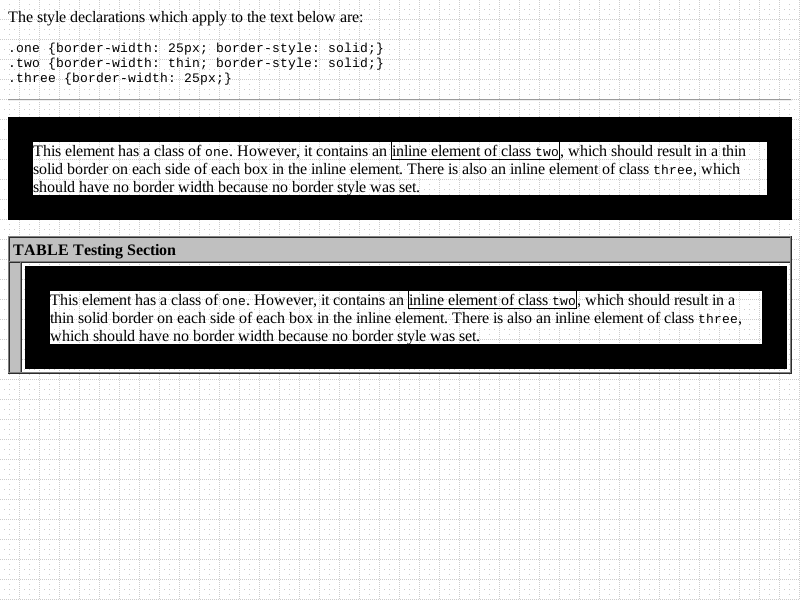 The style declarations which apply to the text below are:
.one {border-width: 25px; border-style: solid;}
.two {border-width: thin; border-style: solid;}
.three {border-width: 25px;}
This element has a class of one. However, it contains an inline element of class two, which should result in a thin
solid border on each side of each box in the inline element. There is also an inline element of class three, which
should have no border width because no border style was set.
TABLE Testing Section
This element has a class of one. However, it contains an inline element of class two, which should result in a
thin solid border on each side of each box in the inline element. There is also an inline element of class three,
which should have no border width because no border style was set.